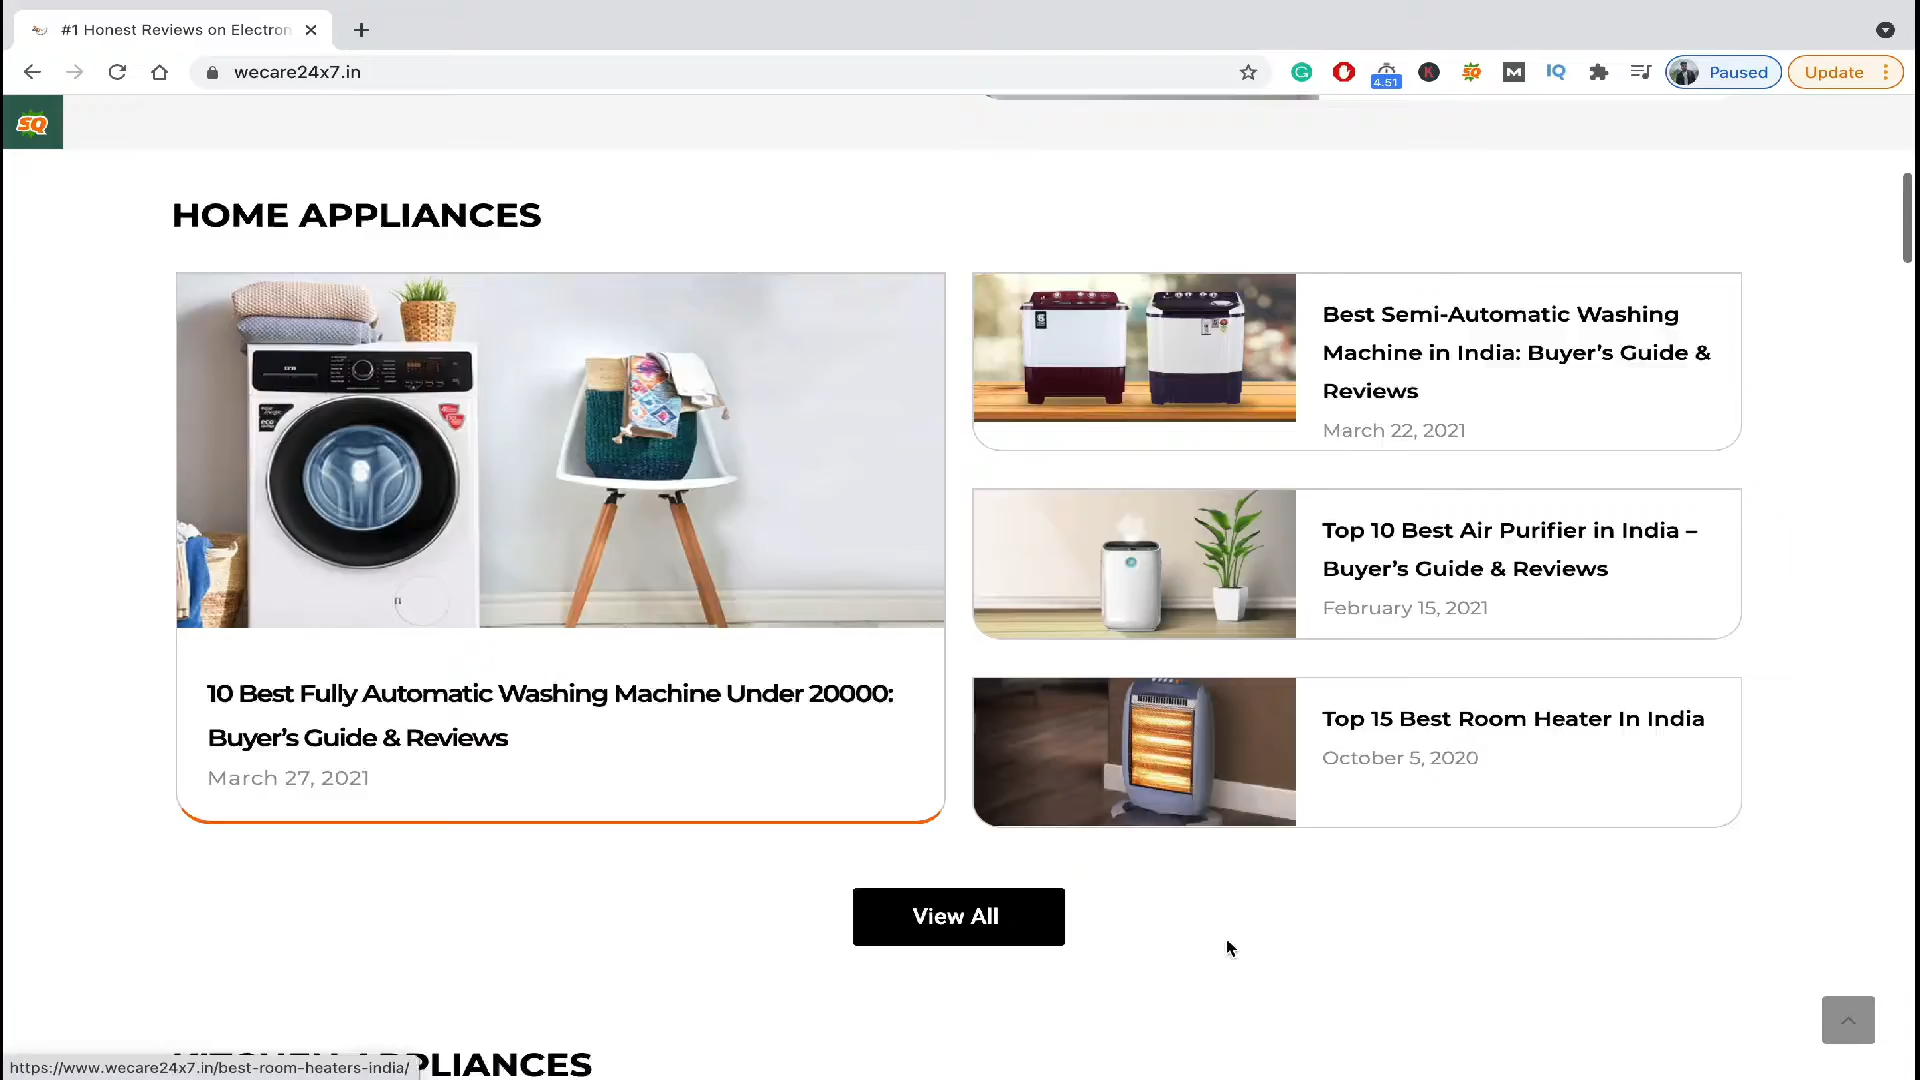 #1 Honest Reviews on Electron
wecare24x7.in
4.51
Paused
Update
SQ
HOME APPLIANCES
10 Best Fully Automatic Washing Machine Under 20000:
Buyer's Guide & Reviews
March 27, 2021
Best Semi-Automatic Washing
Machine in India: Buyer's Guide &
Reviews
March 22, 2021
Top 10 Best Air Purifier in India –
Buyer's Guide & Reviews
February 15, 2021
Top 15 Best Room Heater In India
October 5, 2020
View All
KITCHEN APPLIANCES
https://www.wecare24x7.in/best-room-heaters-india/